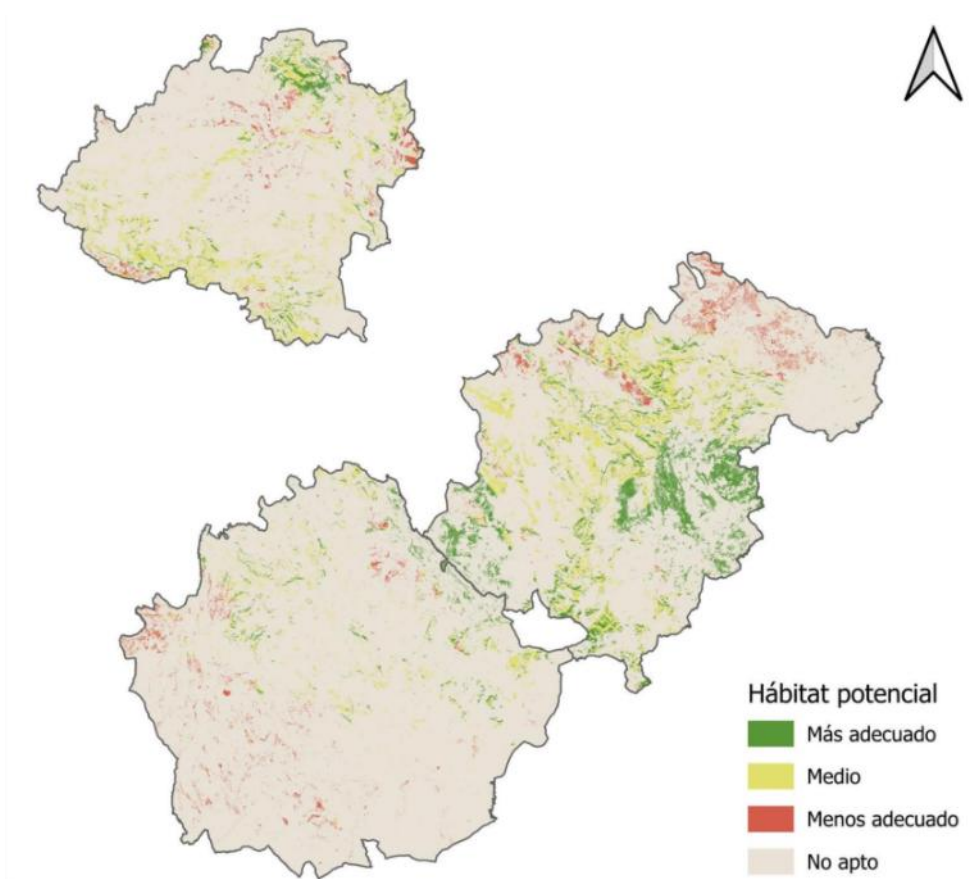 Hábitat potencial
Más adecuado
Medio
Menos adecuado
No apto